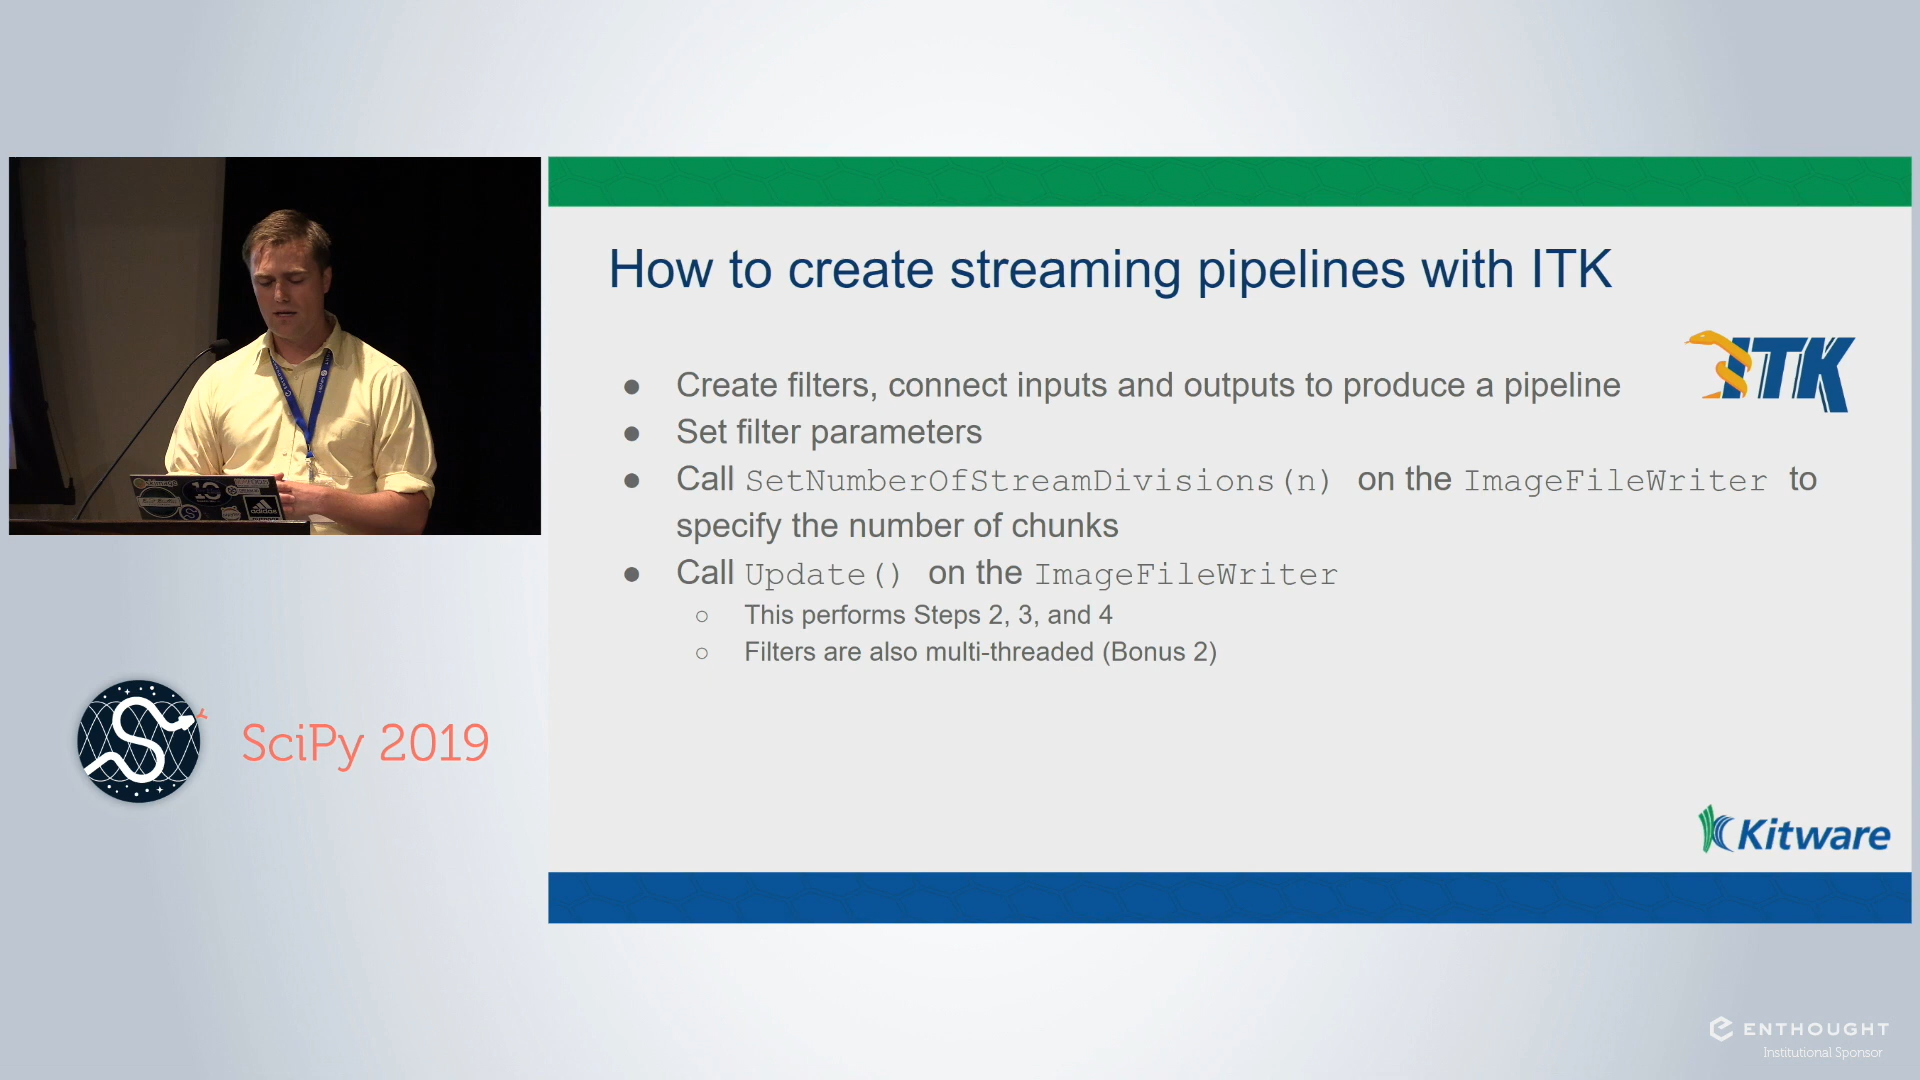 How to create streaming pipelines with ITK
ITK
● Create filters, connect inputs and outputs to produce a pipeline
● Set filter parameters
● Call SetNumberOfStreamDivisions(n) on the ImageFileWriter to
specify the number of chunks
● Call Update() on the ImageFileWriter
○ This performs Steps 2, 3, and 4
○ Filters are also multi-threaded (Bonus 2)
10
adidas
SciPy 2019
Kitware
ENTHOUGHT
Institutional Sponsor